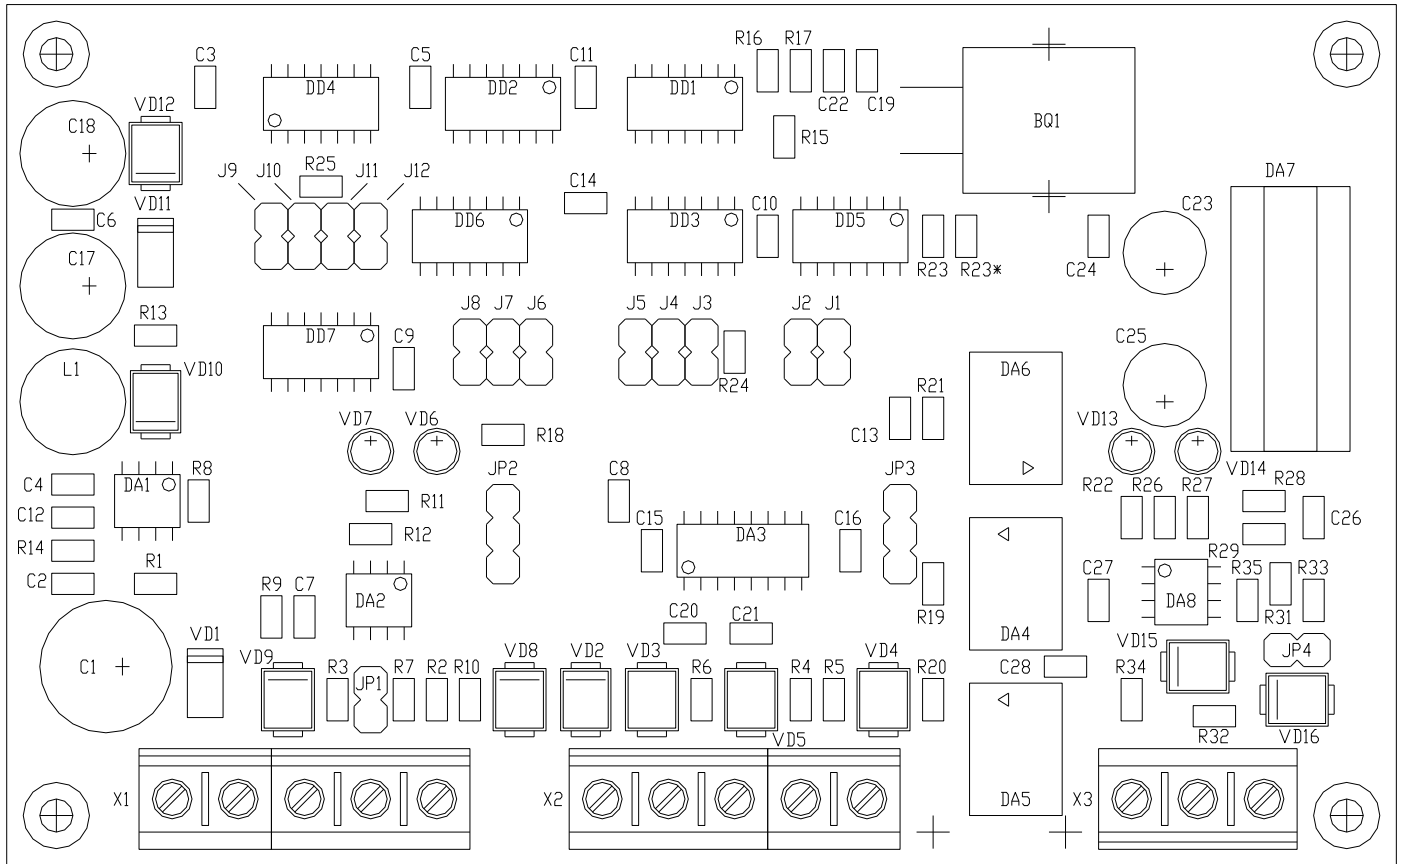 R16 R17
C3 C5 C11
DD4 DD2 DD1
VD12
C18
C22 C19
BQ1
R15
J9 J10 R25 J11 J12
DA7
C14
VD11
C6
DD6 DD3 C10 DD5
C23
C17
R23 R23* C24
J8 J7 J6 J5 J4 J3 J2 J1
R13
DD7 C9
C25
L1 VD10
R24
DA6
R21
VD7 VD6
C13
VD13
R18
JP2 C8 JP3
VD14
C4 DA1 R8
R22 R26 R27 R28
R11
C12
C15 C16
C26
R12
DA3
R14 R1
R29
C2
R9 C7
C27 R35 R33
DA2
DA8
C20 C21
R19
R31
DA4
VD1
VD9
VD8 VD2 VD3 VD4
VD15
JP4
C1
R3 R7 R2 R10 R6 R4 R5 R20
C28
R34
JP1
VD5
R32 VD16
X1 X2 DA5 X3